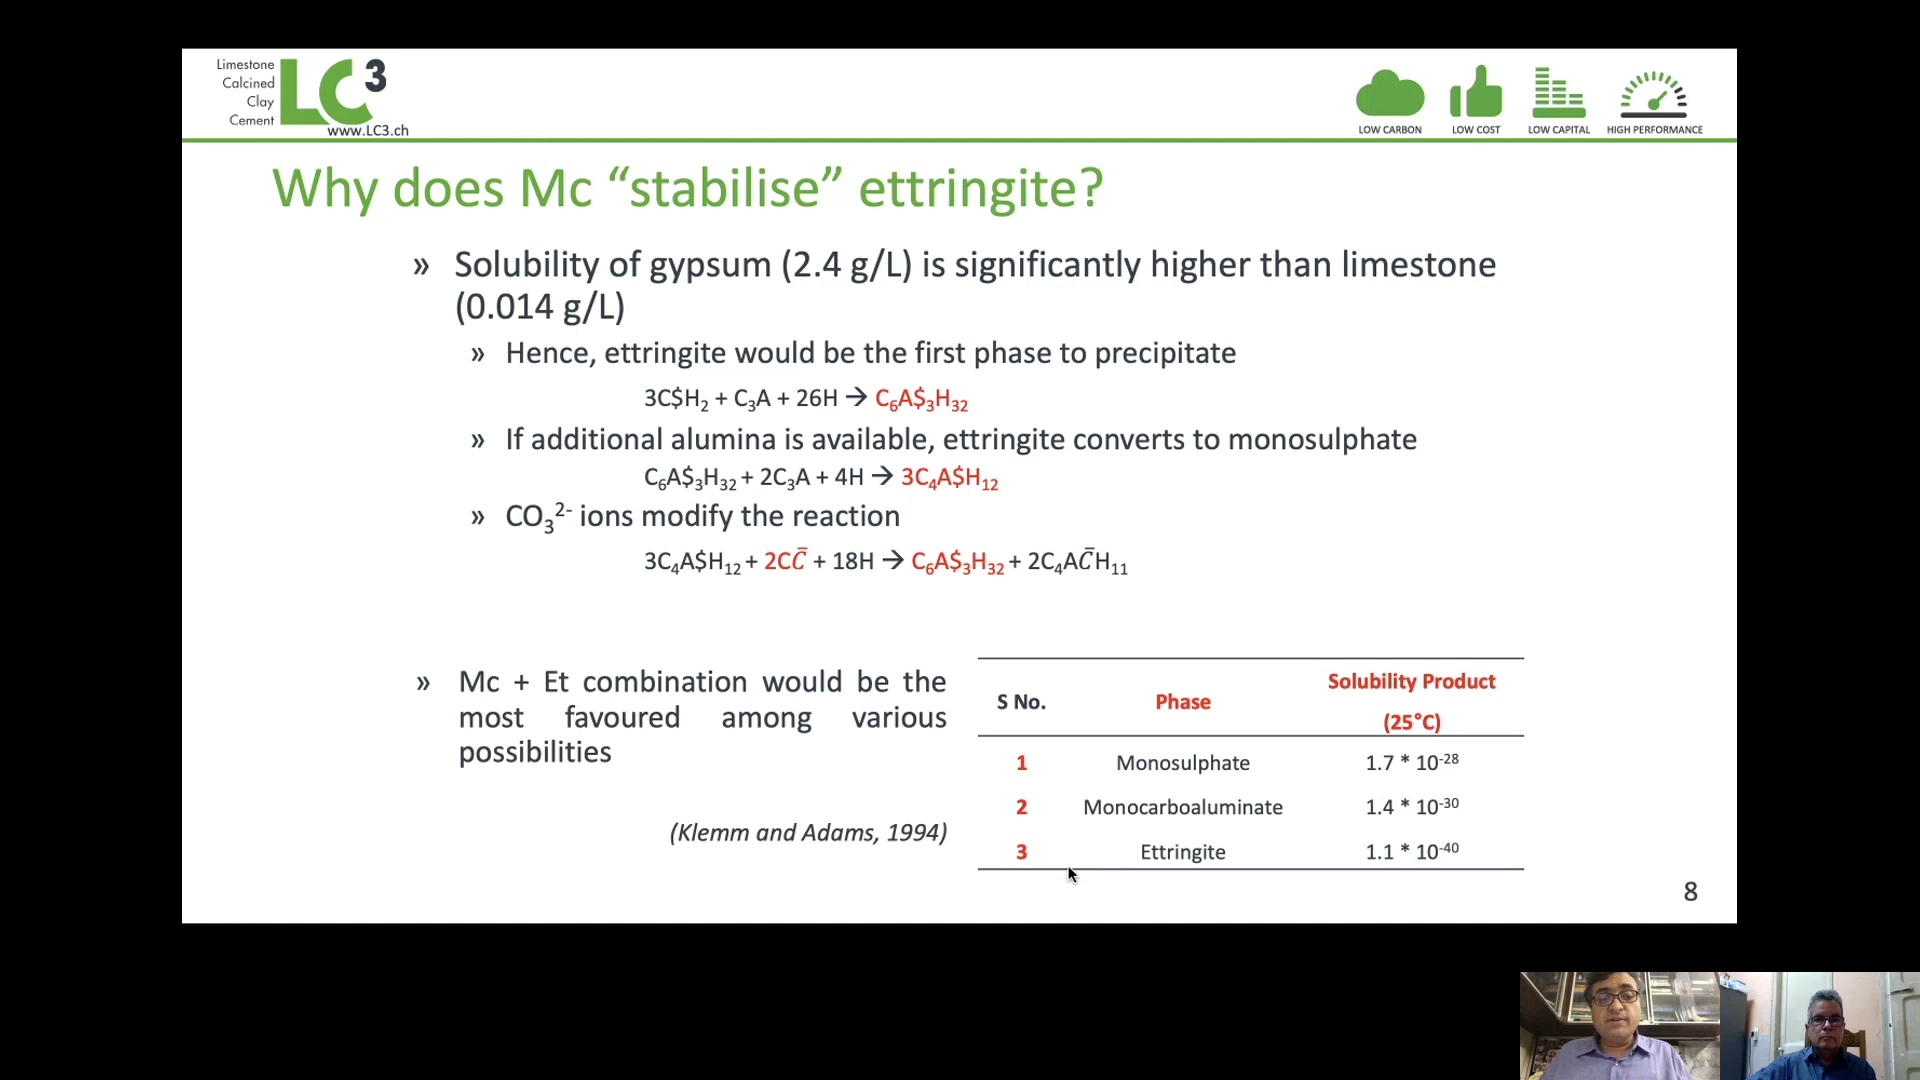 Limestone
Calcined
Clay
Cement
LC3
www.LC3.ch
LOW CARBON
LOW COST
LOW CAPITAL
HIGH PERFORMANCE
Why does Mc “stabilise” ettringite?
» Solubility of gypsum (2.4 g/L) is significantly higher than limestone
(0.014 g/L)
» Hence, ettringite would be the first phase to precipitate
3C$H₂ + C₃A + 26H → C₆A$₃H₃₂
» If additional alumina is available, ettringite converts to monosulphate
C₆A$₃H₃₂ + 2C₃A + 4H → 3C₄A$H₁₂
» CO₃²⁻ ions modify the reaction
3C₄A$H₁₂ + 2CC̄ + 18H → C₆A$₃H₃₂ + 2C₄AC̄H₁₁
» Mc + Et combination would be the
most favoured among various
possibilities
(Klemm and Adams, 1994)
S No. Phase Solubility Product
(25°C)
1 Monosulphate 1.7 * 10⁻²⁸
2 Monocarboaluminate 1.4 * 10⁻³⁰
3 Ettringite 1.1 * 10⁻⁴⁰
8